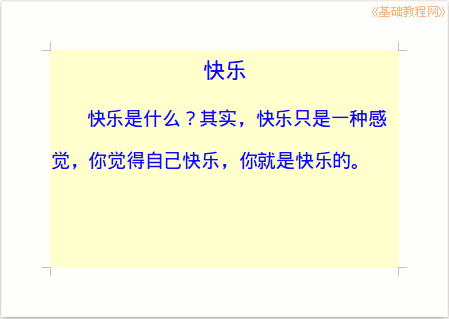 《基础教程网》
快乐
快乐是什么？其实，快乐只是一种感
觉，你觉得自己快乐，你就是快乐的。